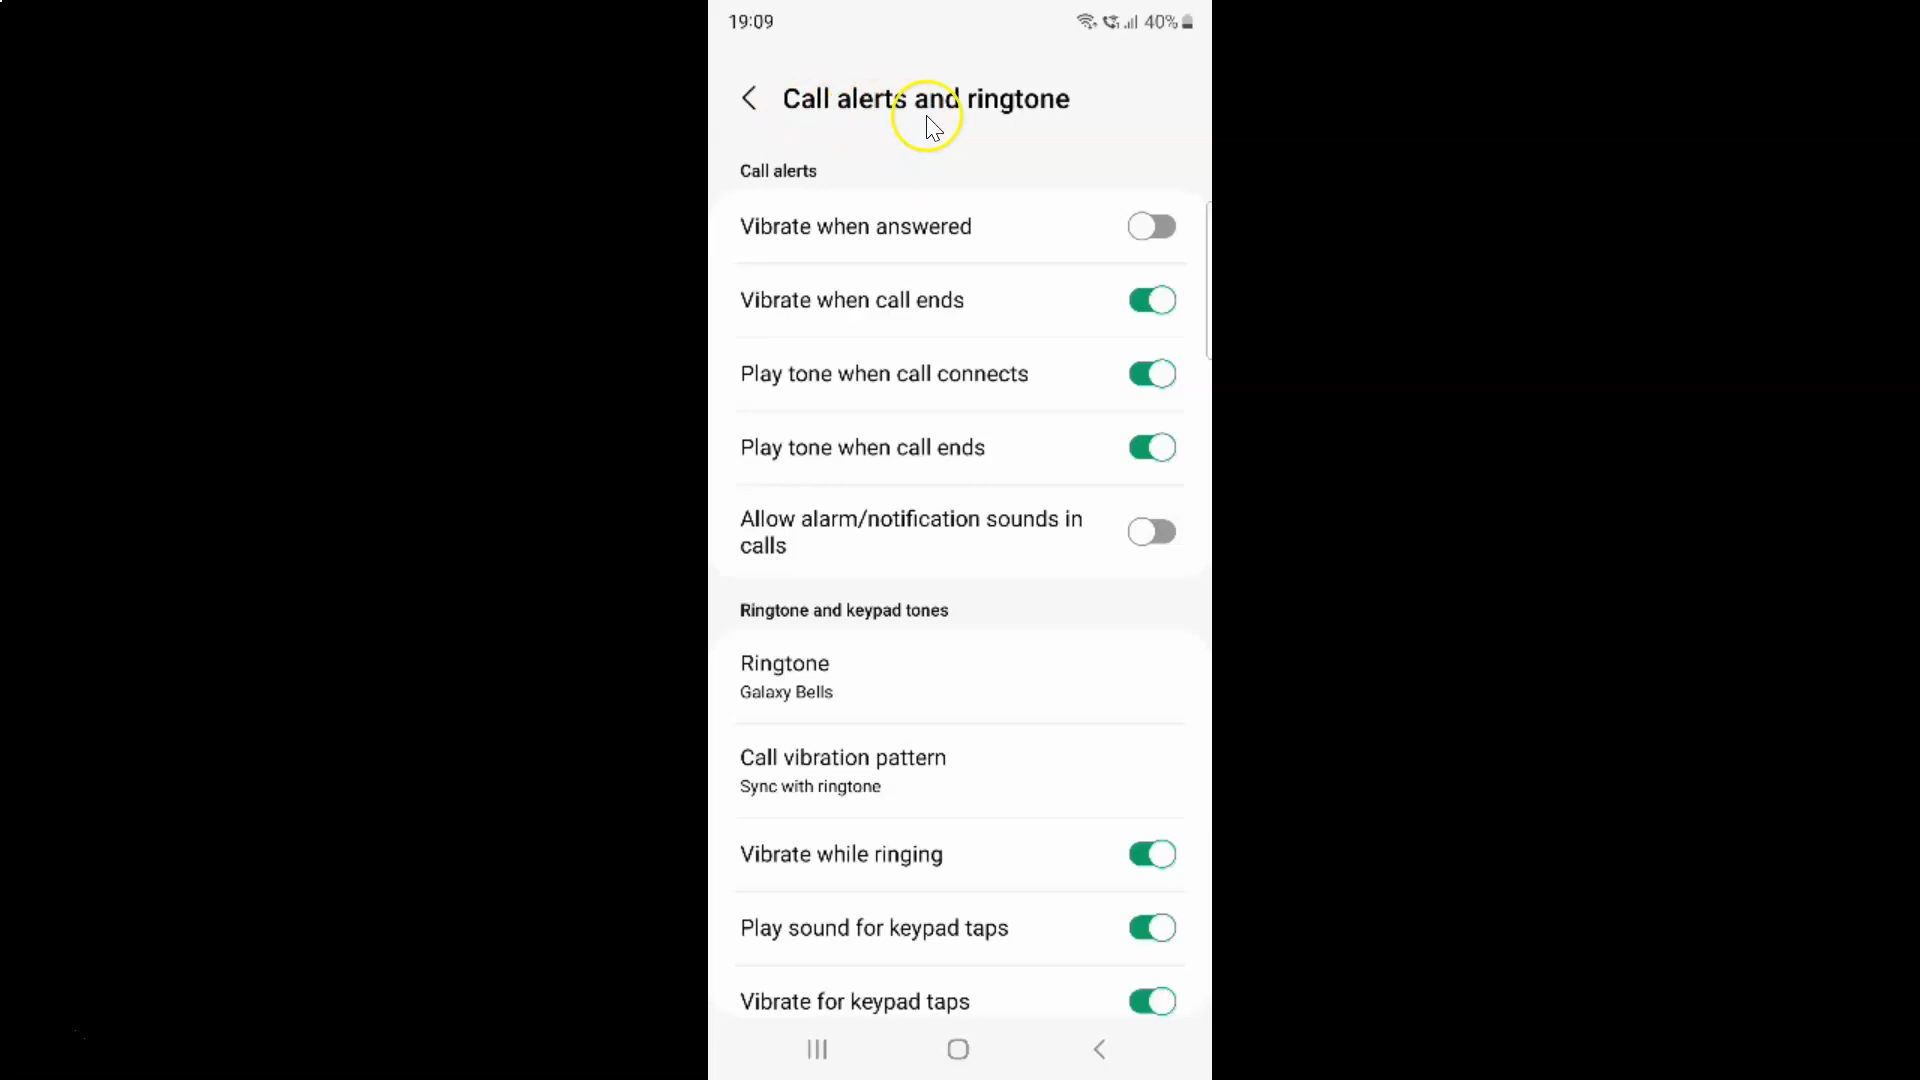 19:09
40%
Call alerts and ringtone
Call alerts
Vibrate when answered
Vibrate when call ends
Play tone when call connects
Play tone when call ends
Allow alarm/notification sounds in
calls
Ringtone and keypad tones
Ringtone
Galaxy Bells
Call vibration pattern
Sync with ringtone
Vibrate while ringing
Play sound for keypad taps
Vibrate for keypad taps